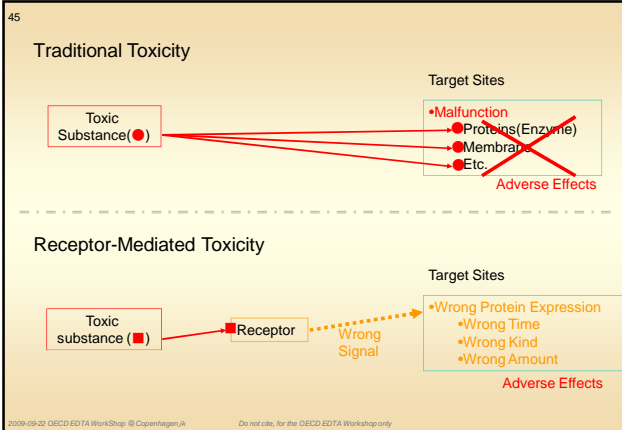 45
Traditional Toxicity
Target Sites
Toxic
Substance(●)
•Malfunction
●Proteins(Enzyme)
●Membrane
●Etc.
Adverse Effects
Receptor-Mediated Toxicity
Target Sites
Toxic
substance (■)
Receptor
Wrong
Signal
•Wrong Protein Expression
•Wrong Time
•Wrong Kind
•Wrong Amount
Adverse Effects
2009-09-22 OECD EDTA WorkShop @ Copenhagen.jk
Do not cite, for the OECD EDTA Workshop only